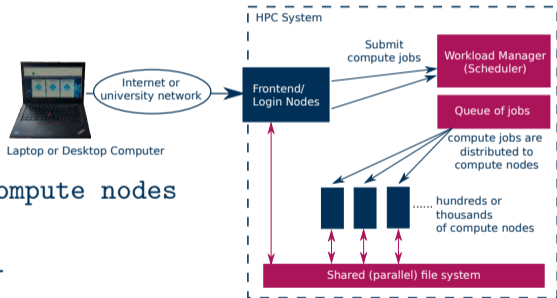 HPC System
Submit
compute jobs
Workload Manager
(Scheduler)
Internet or
university network
Frontend/
Login Nodes
Queue of jobs
Laptop or Desktop Computer
compute jobs are
distributed to
compute nodes
ompute nodes
...... hundreds or
thousands
of compute nodes
Shared (parallel) file system